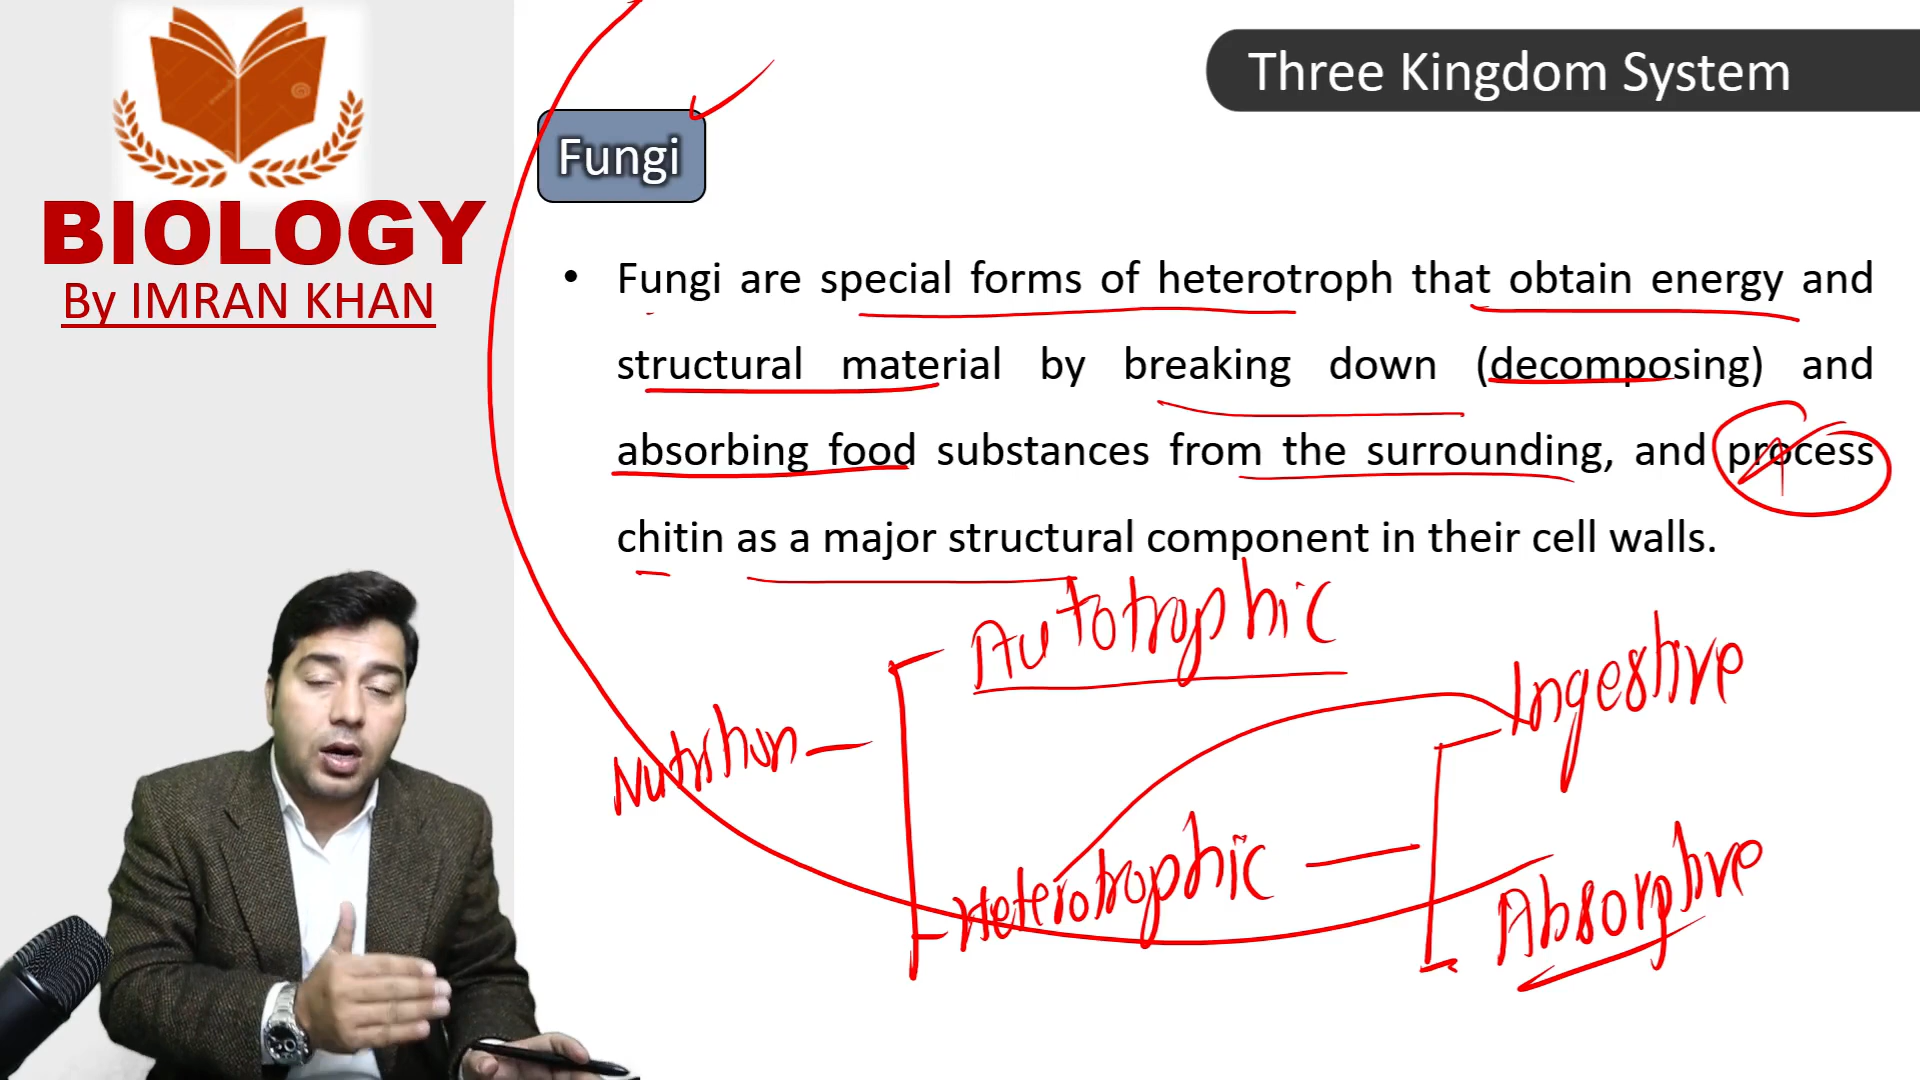 Three Kingdom System
BIOLOGY
By IMRAN KHAN
Fungi
• Fungi are special forms of heterotroph that obtain energy and
structural material by breaking down (decomposing) and
absorbing food substances from the surrounding, and process
chitin as a major structural component in their cell walls.
Autotrophic
Ingestive
Nutrition
Heterotrophic
Absorptive